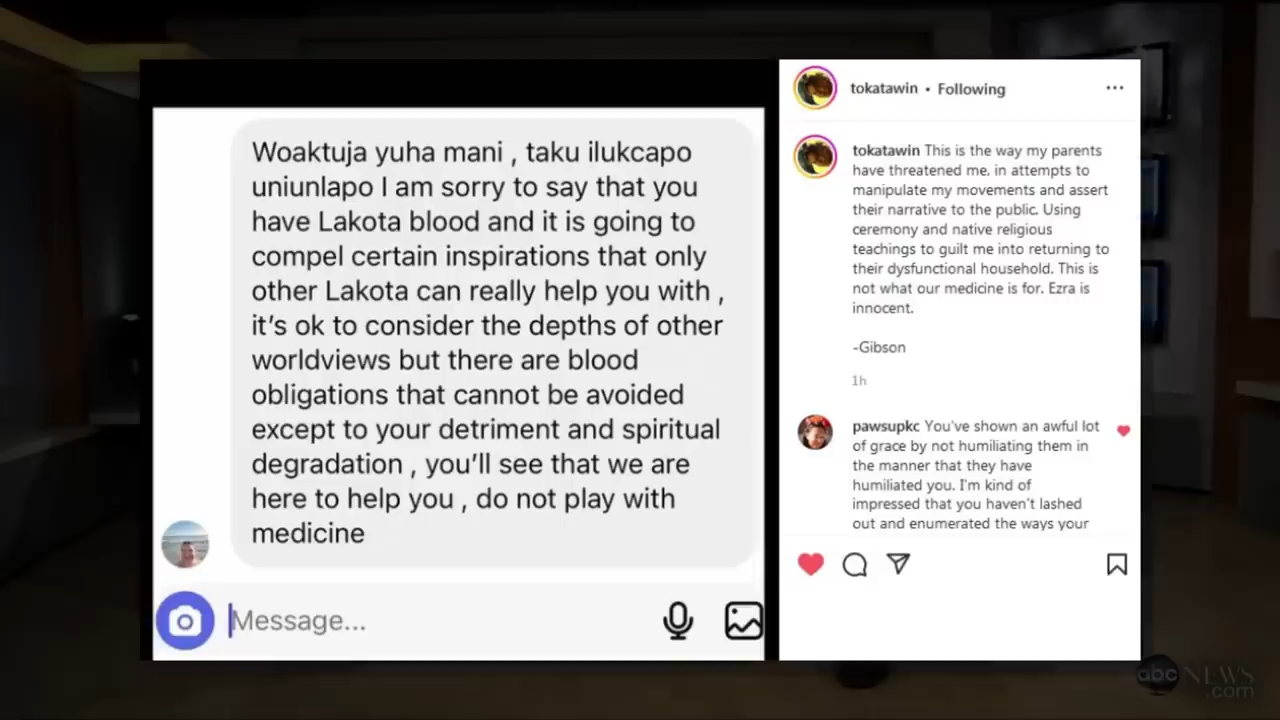 Woaktuja yuha mani , taku ilukcapo
uniunlapo I am sorry to say that you
have Lakota blood and it is going to
compel certain inspirations that only
other Lakota can really help you with ,
it's ok to consider the depths of other
worldviews but there are blood
obligations that cannot be avoided
except to your detriment and spiritual
degradation , you'll see that we are
here to help you , do not play with
medicine
Message...
tokatawin • Following
tokatawin This is the way my parents
have threatened me. in attempts to
manipulate my movements and assert
their narrative to the public. Using
ceremony and native religious
teachings to guilt me into returning to
their dysfunctional household. This is
not what our medicine is for. Ezra is
innocent.
-Gibson
1h
pawsupkc You've shown an awful lot
of grace by not humiliating them in
the manner that they have
humiliated you. I'm kind of
impressed that you haven't lashed
out and enumerated the ways your
abc NEWS
.com